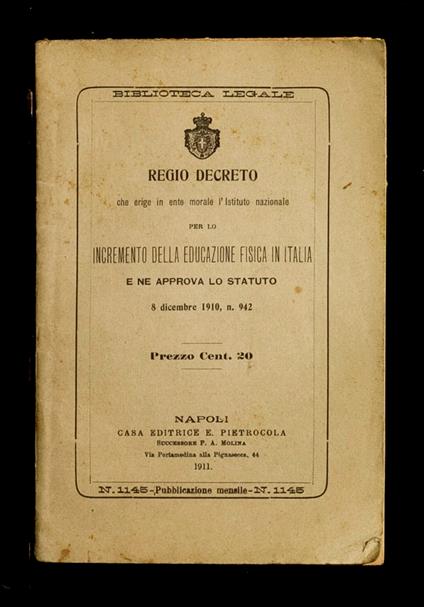 BIBLIOTECA LEGALE
REGIO DECRETO
che erige in ente morale l'Istituto nazionale
PER LO
INCREMENTO DELLA EDUCAZIONE FISICA IN ITALIA
E NE APPROVA LO STATUTO
8 dicembre 1910, n. 942
Prezzo Cent. 20
NAPOLI
CASA EDITRICE E. PIETROCOLA
SUCCESSORE P. A. MOLINA
Via Portamedina alla Pignasecca, 44
1911.
N. 1145-Pubblicazione mensile-N. 1145